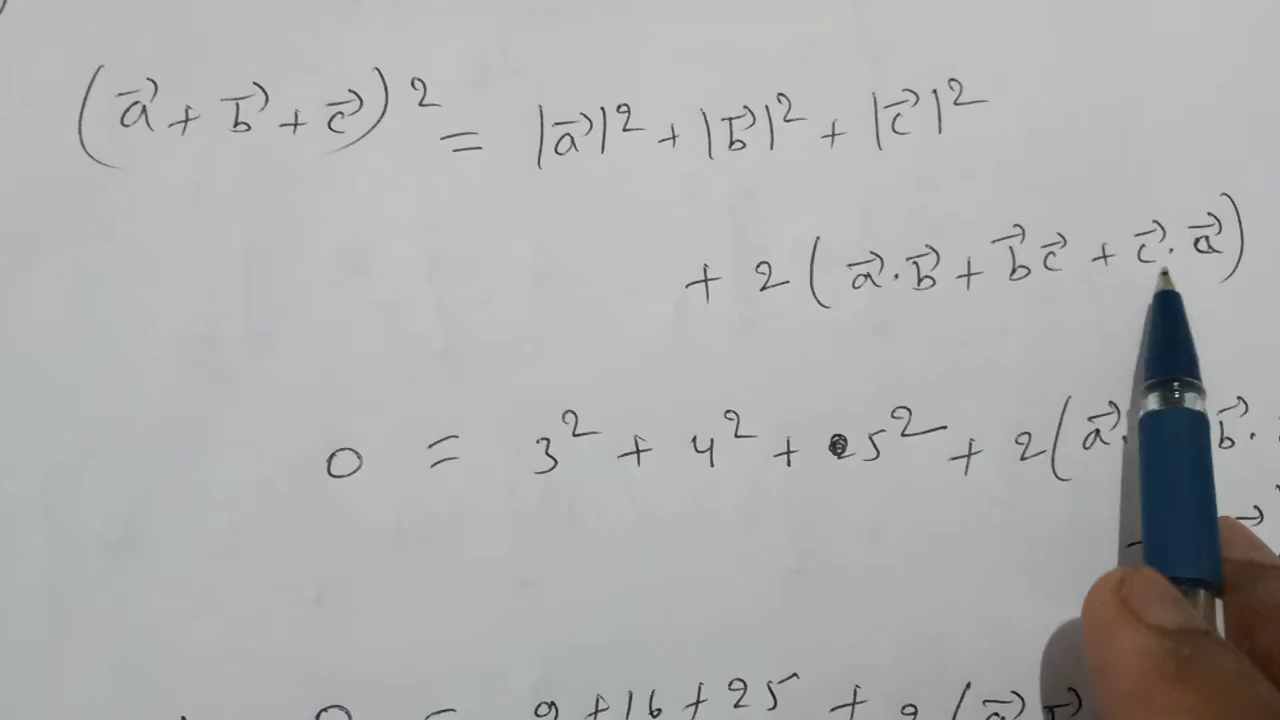 (a⃗ + b⃗ + c⃗)² = |a⃗|² + |b⃗|² + |c⃗|²
+ 2(a⃗·b⃗ + b⃗ c⃗ + c⃗·a⃗)
0 = 3² + 4² + 5² + 2(a⃗· b⃗·
0 = 9 + 16 + 25 + 2(a⃗ b⃗